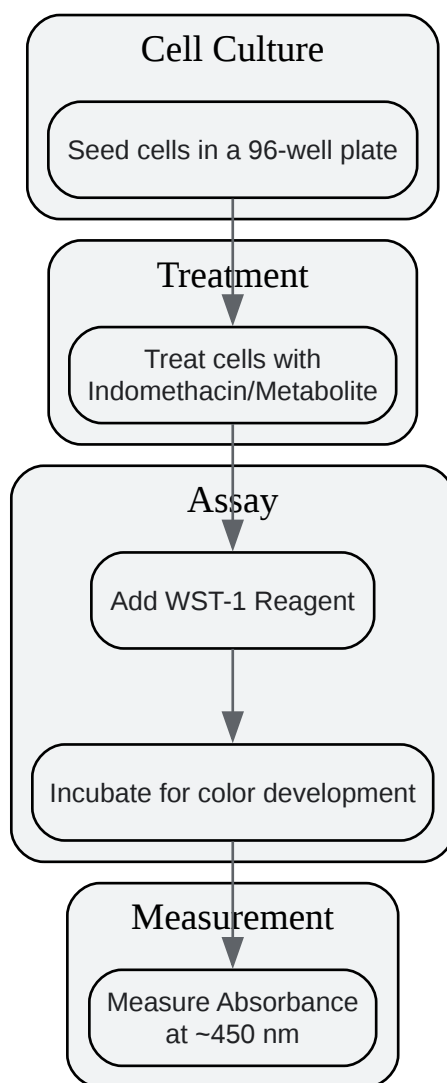 Cell Culture
Seed cells in a 96-well plate
Treatment
Treat cells with
Indomethacin/Metabolite
Assay
Add WST-1 Reagent
Incubate for color development
Measurement
Measure Absorbance
at ~450 nm